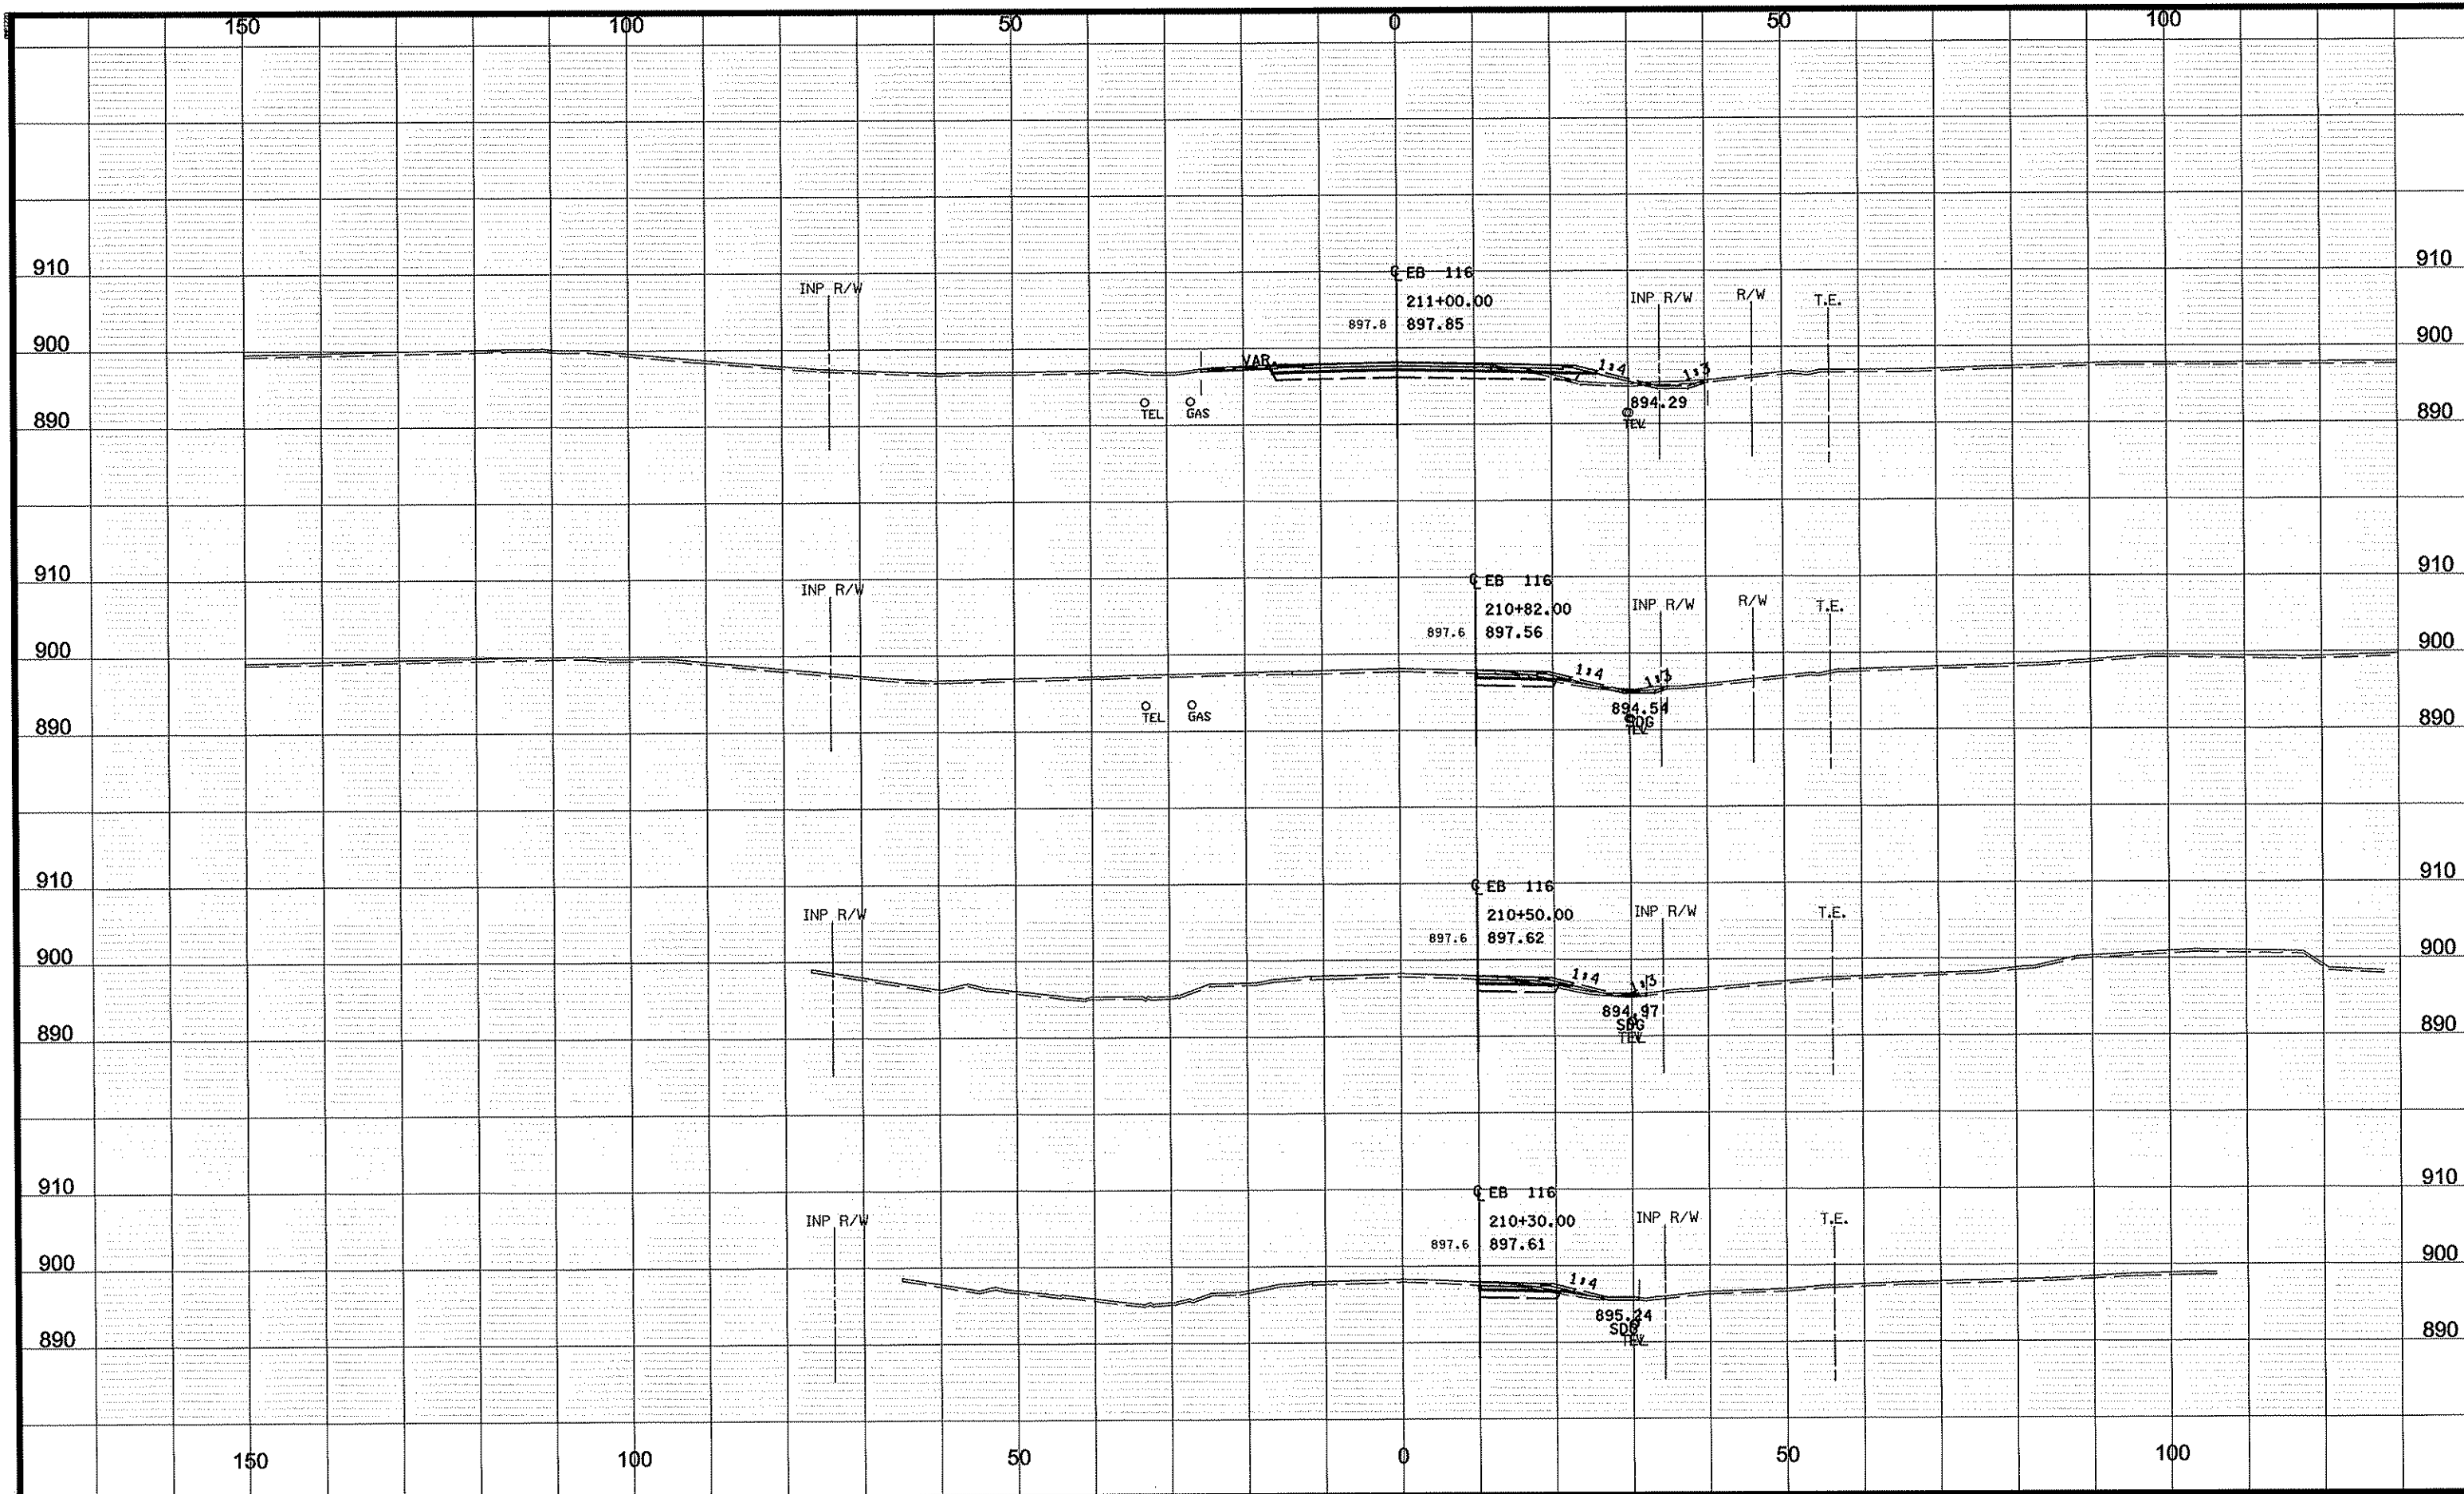 150 100 50 0 50 100
910 ℄ EB 116 910
INP R/W 211+00.00 INP R/W R/W T.E.
897.8 897.85
900 VAR. 1:4 1:3 900
TEL GAS 894.29
890 TEL 890
910 ℄ EB 116 910
INP R/W 210+82.00 INP R/W R/W T.E.
897.6 897.56
900 1:4 1:3 900
TEL GAS 894.54
SDG
890 TEL 890
910 ℄ EB 116 910
INP R/W 210+50.00 INP R/W T.E.
897.6 897.62
900 1:4 1:3 900
894.97
SDG
890 TEL 890
910 ℄ EB 116 910
INP R/W 210+30.00 INP R/W T.E.
897.6 897.61
900 1:4 900
895.24
SDG
890 TEL 890
150 100 50 0 50 100